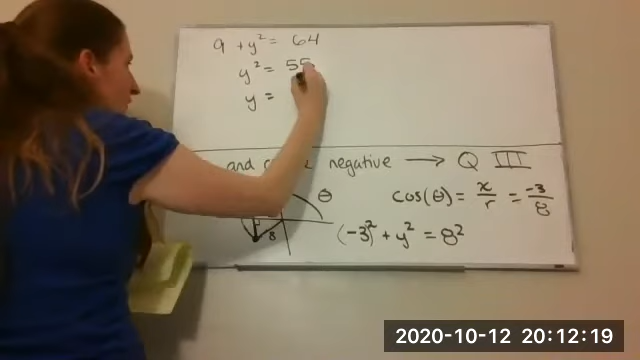 9 + y² = 64
y² = 55
y =
and negative → Q III
θ
cos(θ) = x/r = -3/8
8
(-3)² + y² = 8²
2020-10-12 20:12:19